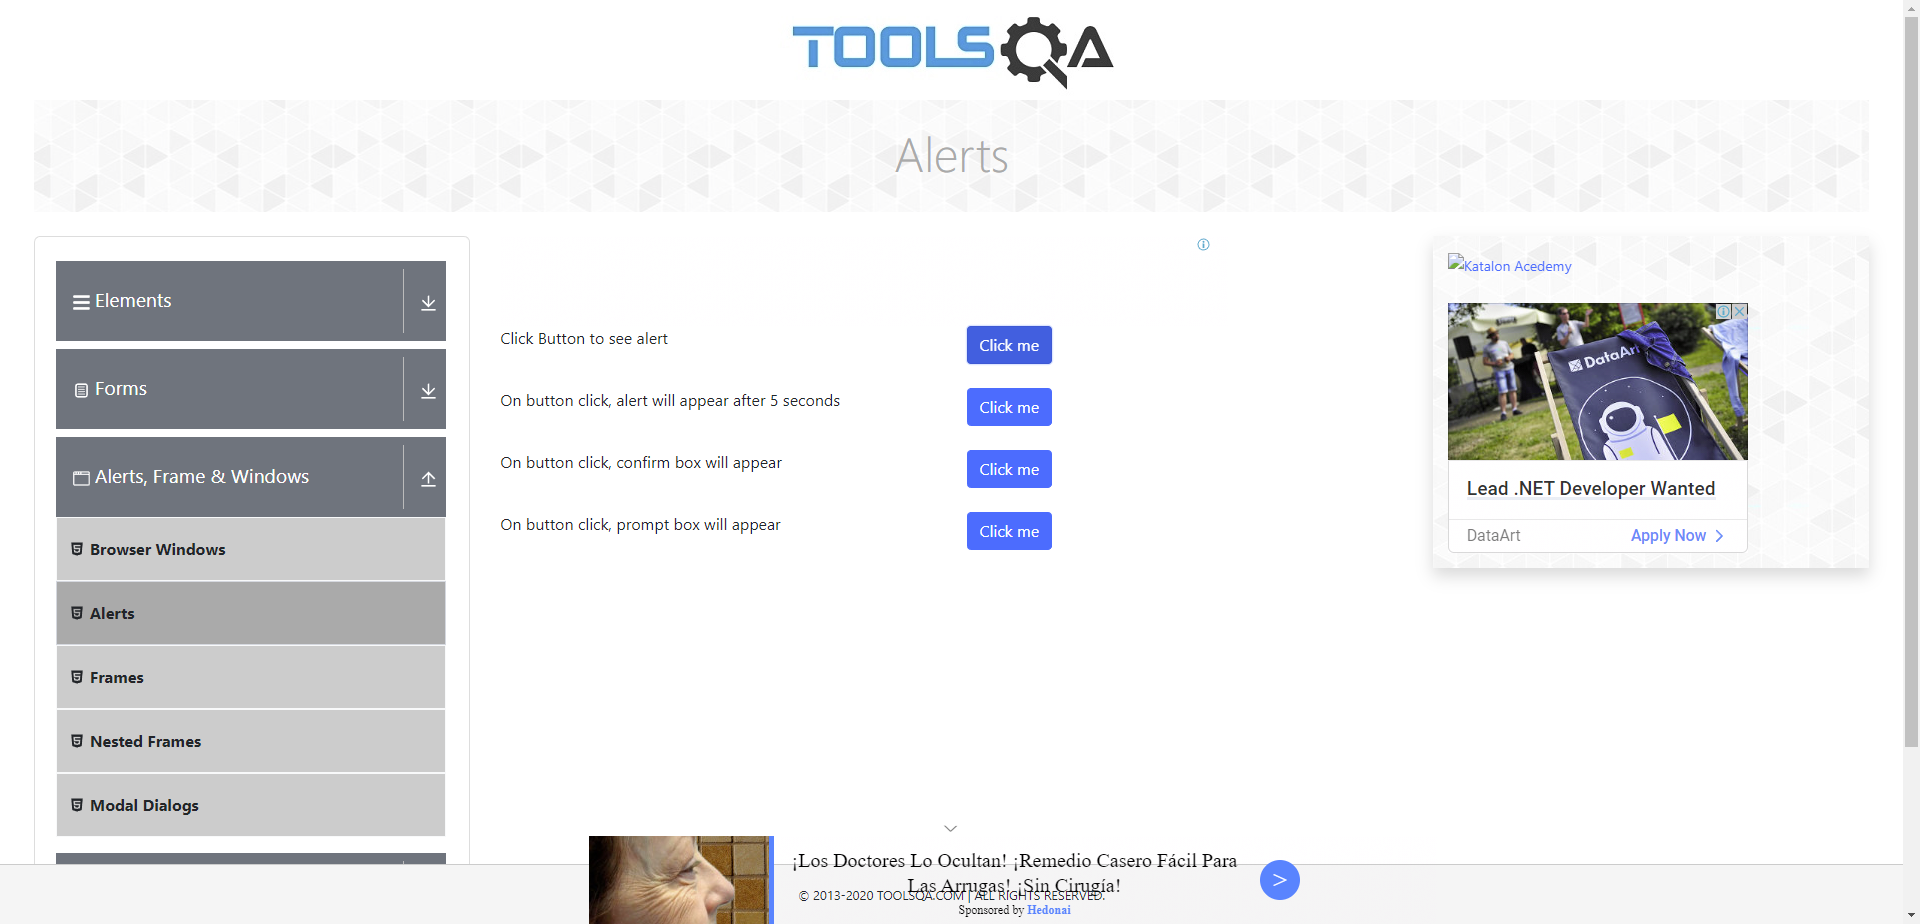 TOOLSQA
Alerts
Elements
Forms
Alerts, Frame & Windows
Browser Windows
Alerts
Frames
Nested Frames
Modal Dialogs
Click Button to see alert
Click me
On button click, alert will appear after 5 seconds
Click me
On button click, confirm box will appear
Click me
On button click, prompt box will appear
Click me
Katalon Acedemy
DataArt
Lead .NET Developer Wanted
DataArt
Apply Now
¡Los Doctores Lo Ocultan! ¡Remedio Casero Fácil Para
Las Arrugas! ¡Sin Cirugía!
© 2013-2020 TOOLSQA.COM | ALL RIGHTS RESERVED.
Sponsored by Hedonai